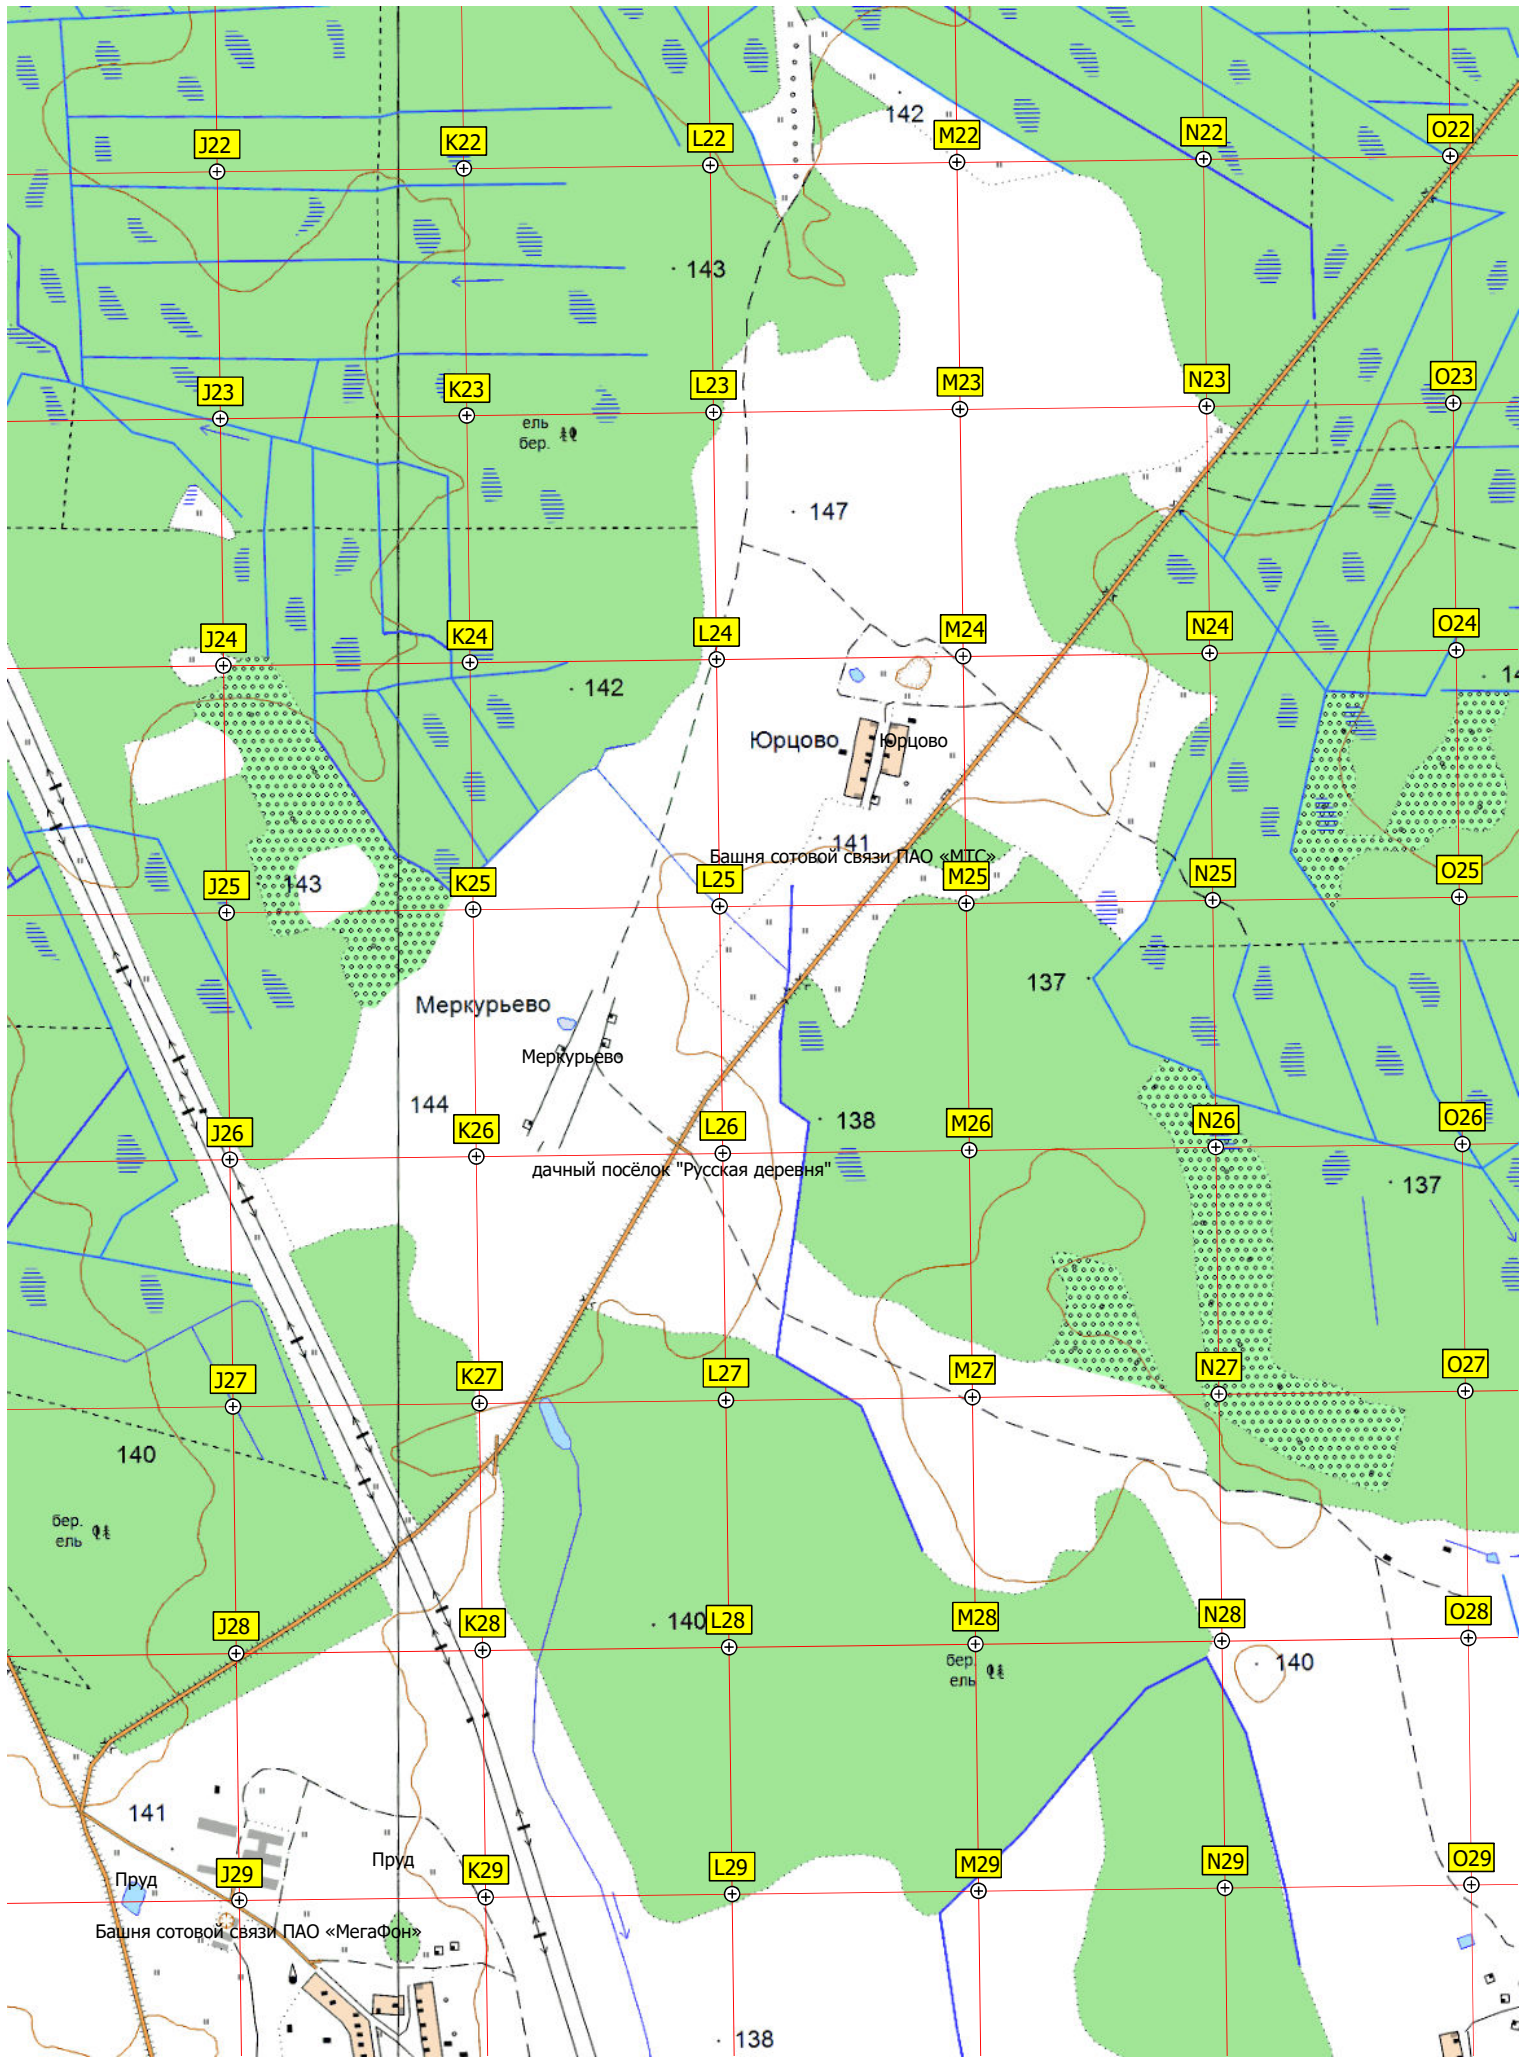 142
J22
K22
L22
M22
N22
O22
143
J23
K23
L23
M23
N23
O23
ель
бер.
147
J24
K24
L24
M24
N24
O24
142
14
Юрцово
Юрцово
141
Башня сотовой связи ПАО «МТС»
J25
143
K25
L25
M25
N25
O25
137
Меркурьево
Меркурьево
144
138
J26
K26
L26
M26
N26
O26
дачный посёлок "Русская деревня"
137
J27
K27
L27
M27
N27
O27
140
бер.
ель
J28
K28
140
L28
M28
N28
O28
бер.
ель
140
141
Пруд
Пруд
J29
K29
L29
M29
N29
O29
Башня сотовой связи ПАО «МегаФон»
138